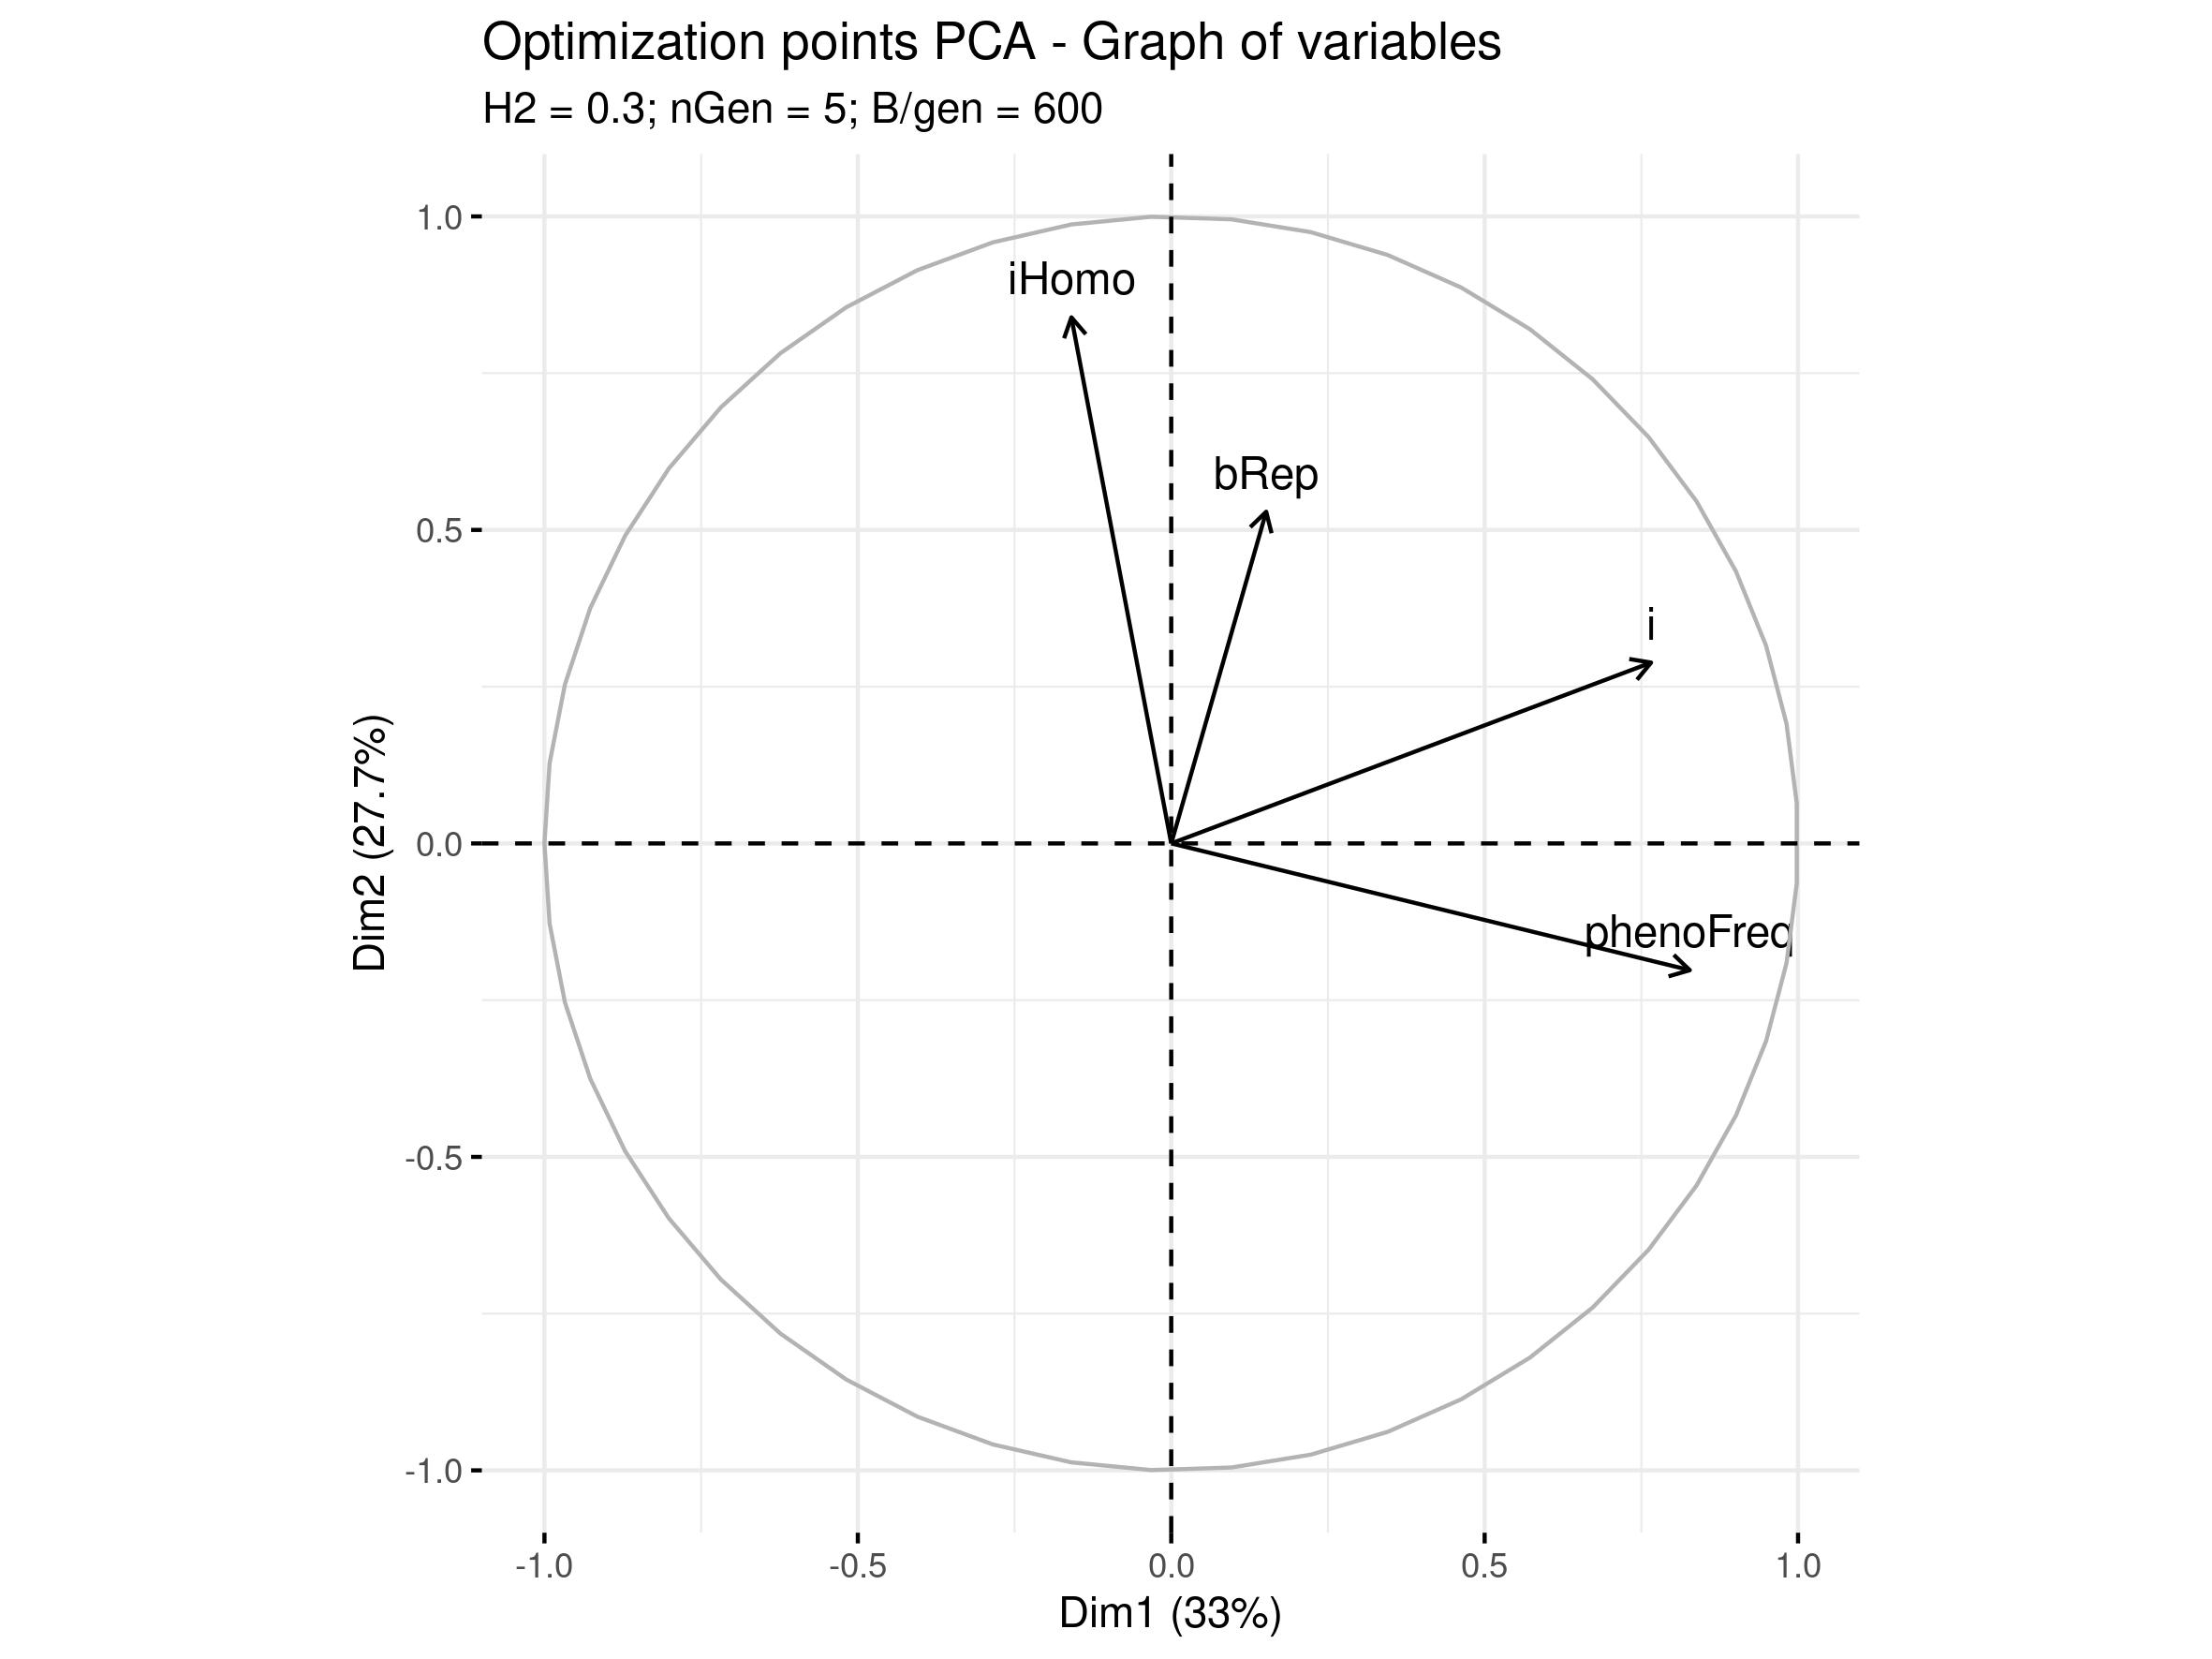 Optimization points PCA - Graph of variables
H2 = 0.3; nGen = 5; B/gen = 600
1.0
0.5
0.0
-0.5
-1.0
Dim2 (27.7%)
iHomo
bRep
i
phenoFreq
-1.0
-0.5
0.0
0.5
1.0
Dim1 (33%)